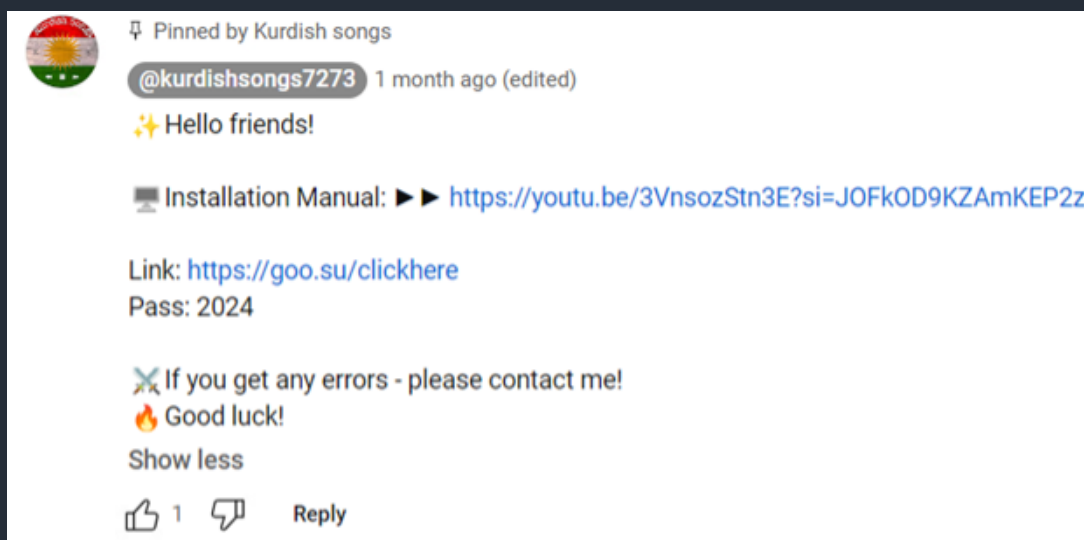 Kurdish Songs
Pinned by Kurdish songs
@kurdishsongs7273 1 month ago (edited)
✨Hello friends!
🖥️Installation Manual: ►► https://youtu.be/3VnsozStn3E?si=JOFkOD9KZAmKEP2z
Link: https://goo.su/clickhere
Pass: 2024
⚔️If you get any errors - please contact me!
🔥Good luck!
Show less
1 Reply